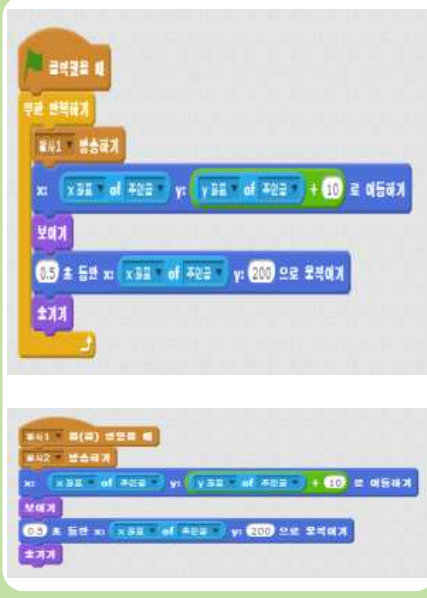 클릭했을 때
무한 반복하기
발사1 방송하기
x: x좌표 of 주인공 y: y좌표 of 주인공 + 10 로 이동하기
보이기
0.5 초 동안 x: x좌표 of 주인공 y: 200 으로 움직이기
숨기기
발사1 을(를) 받았을 때
발사2 방송하기
x: x좌표 of 주인공 y: y좌표 of 주인공 + 10 로 이동하기
보이기
0.5 초 동안 x: x좌표 of 주인공 y: 200 으로 움직이기
숨기기